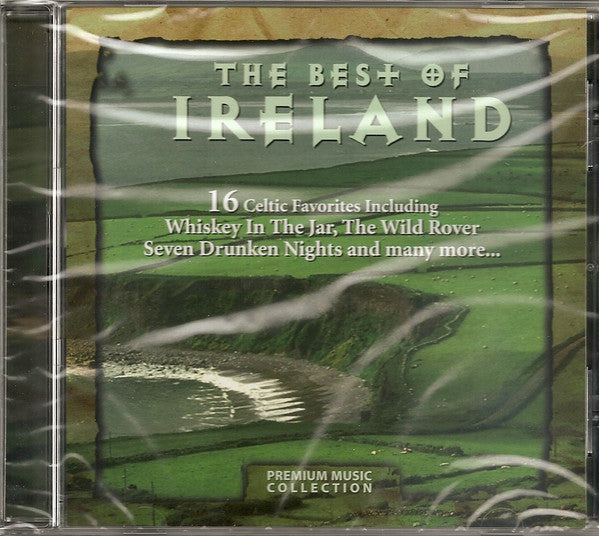 THE BEST OF
IRELAND
16 Celtic Favorites Including
Whiskey In The Jar, The Wild Rover
Seven Drunken Nights and many more...
PREMIUM MUSIC
COLLECTION